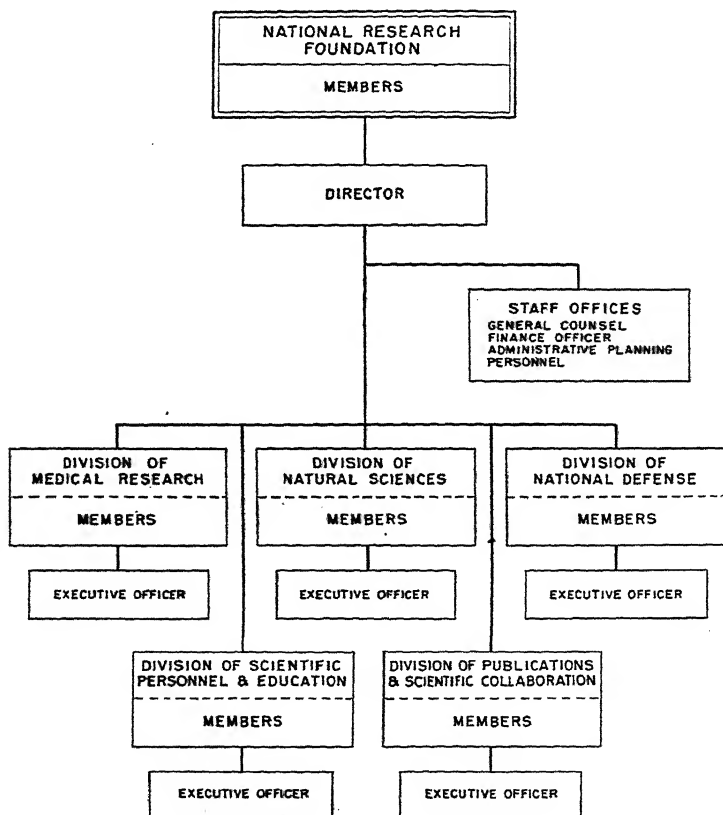 NATIONAL RESEARCH
FOUNDATION
MEMBERS
DIRECTOR
STAFF OFFICES
GENERAL COUNSEL
FINANCE OFFICER
ADMINISTRATIVE PLANNING
PERSONNEL
DIVISION OF
MEDICAL RESEARCH
MEMBERS
EXECUTIVE OFFICER
DIVISION OF
NATURAL SCIENCES
MEMBERS
EXECUTIVE OFFICER
DIVISION OF
NATIONAL DEFENSE
MEMBERS
EXECUTIVE OFFICER
DIVISION OF SCIENTIFIC
PERSONNEL & EDUCATION
MEMBERS
EXECUTIVE OFFICER
DIVISION OF PUBLICATIONS
& SCIENTIFIC COLLABORATION
MEMBERS
EXECUTIVE OFFICER